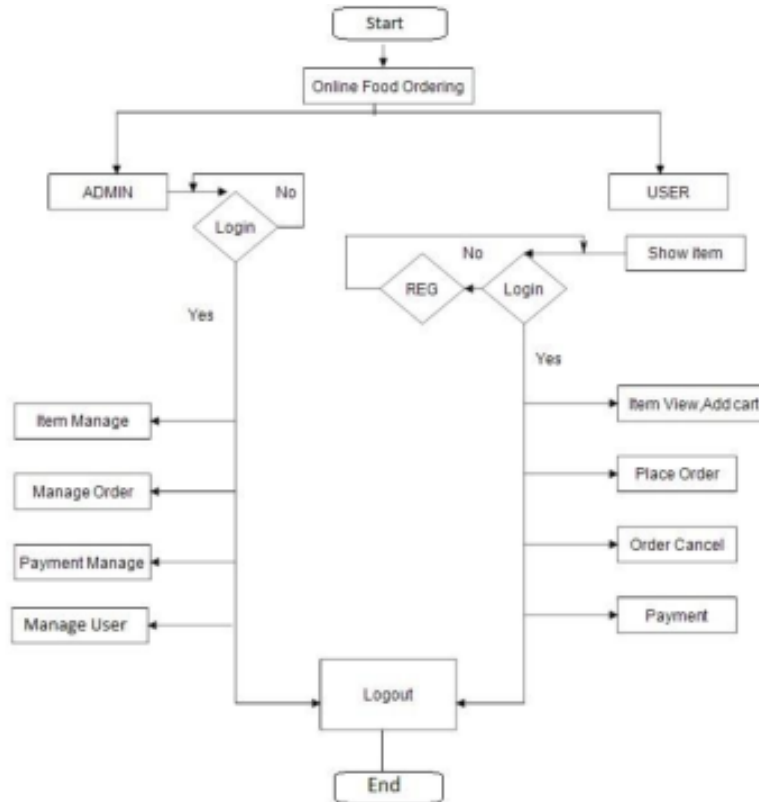 Start
Online Food Ordering
ADMIN
No
Login
USER
No
Show item
REG
Login
Yes
Yes
Item Manage
Item View,Add cart
Manage Order
Place Order
Payment Manage
Order Cancel
Manage User
Payment
Logout
End